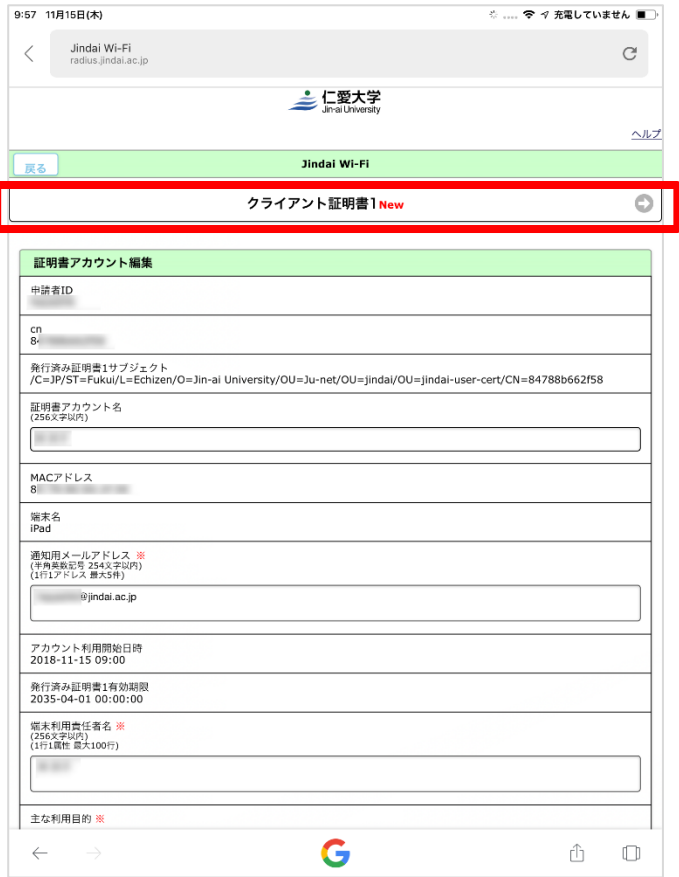 9:57 11月15日(木)
充電していません
Jindai Wi-Fi
radius.jindai.ac.jp
仁愛大学
Jin-ai University
ヘルプ
戻る
Jindai Wi-Fi
クライアント証明書1New
証明書アカウント編集
申請者ID
cn
84
発行済み証明書1サブジェクト
/C=JP/ST=Fukui/L=Echizen/O=Jin-ai University/OU=Ju-net/OU=jindai/OU=jindai-user-cert/CN=84788b662f58
証明書アカウント名
(256文字以内)
MACアドレス
8
端末名
iPad
通知用メールアドレス ※
(半角英数記号 254文字以内)
(1行1アドレス 最大5件)
@jindai.ac.jp
アカウント利用開始日時
2018-11-15 09:00
発行済み証明書1有効期限
2035-04-01 00:00:00
端末利用責任者名 ※
(256文字以内)
(1行1属性 最大100行)
主な利用目的 ※